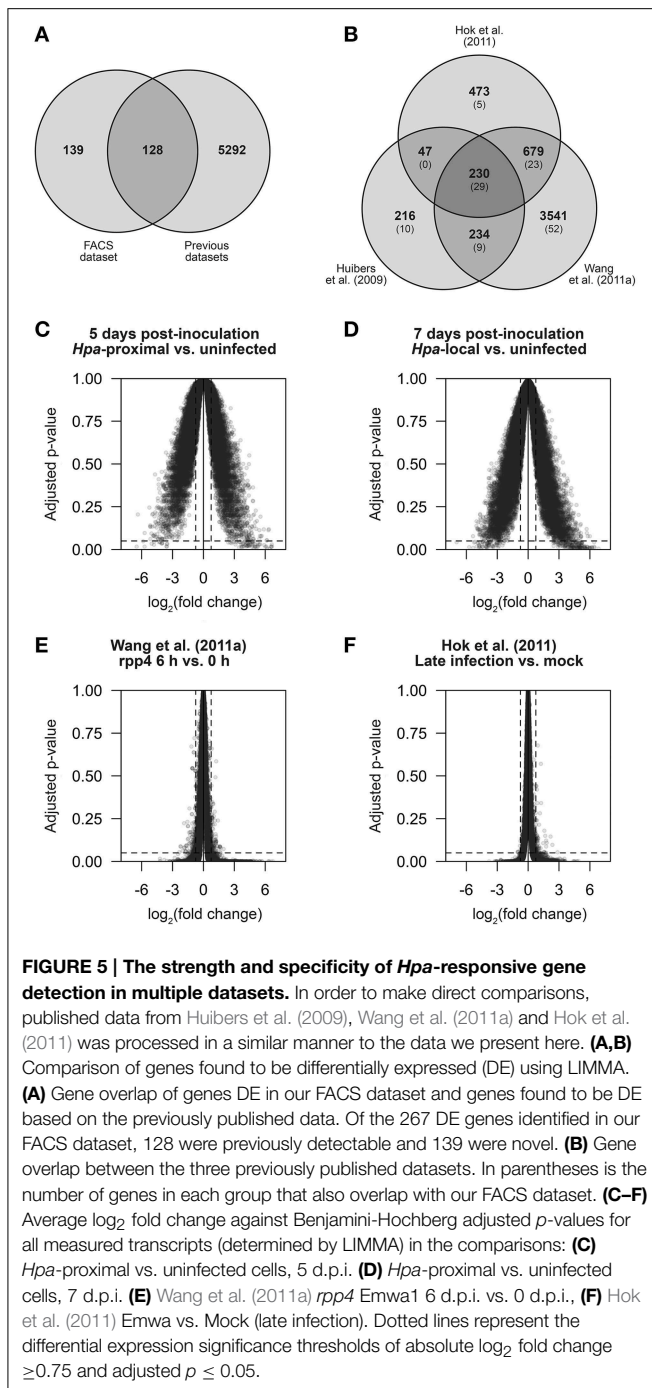 A
139
128
5292
FACS
dataset
Previous
datasets
B
Hok et al.
(2011)
473
(5)
47
(0)
679
(23)
230
(29)
216
(10)
3541
(52)
234
(9)
Huibers
et al. (2009)
Wang
et al. (2011a)
C
5 days post-inoculation
Hpa-proximal vs. uninfected
1.00
0.75
0.50
0.25
0.00
Adjusted p-value
-6 -3 0 3 6
log2(fold change)
D
7 days post-inoculation
Hpa-local vs. uninfected
1.00
0.75
0.50
0.25
0.00
Adjusted p-value
-6 -3 0 3 6
log2(fold change)
E
Wang et al. (2011a)
rpp4 6 h vs. 0 h
1.00
0.75
0.50
0.25
0.00
Adjusted p-value
-6 -3 0 3 6
log2(fold change)
F
Hok et al. (2011)
Late infection vs. mock
1.00
0.75
0.50
0.25
0.00
Adjusted p-value
-6 -3 0 3 6
log2(fold change)
FIGURE 5 | The strength and specificity of Hpa-responsive gene
detection in multiple datasets. In order to make direct comparisons,
published data from Huibers et al. (2009), Wang et al. (2011a) and Hok et al.
(2011) was processed in a similar manner to the data we present here. (A,B)
Comparison of genes found to be differentially expressed (DE) using LIMMA.
(A) Gene overlap of genes DE in our FACS dataset and genes found to be DE
based on the previously published data. Of the 267 DE genes identified in our
FACS dataset, 128 were previously detectable and 139 were novel. (B) Gene
overlap between the three previously published datasets. In parentheses is the
number of genes in each group that also overlap with our FACS dataset. (C–F)
Average log2 fold change against Benjamini-Hochberg adjusted p-values for
all measured transcripts (determined by LIMMA) in the comparisons: (C)
Hpa-proximal vs. uninfected cells, 5 d.p.i. (D) Hpa-proximal vs. uninfected
cells, 7 d.p.i. (E) Wang et al. (2011a) rpp4 Emwa1 6 d.p.i. vs. 0 d.p.i., (F) Hok
et al. (2011) Emwa vs. Mock (late infection). Dotted lines represent the
differential expression significance thresholds of absolute log2 fold change
≥0.75 and adjusted p ≤ 0.05.